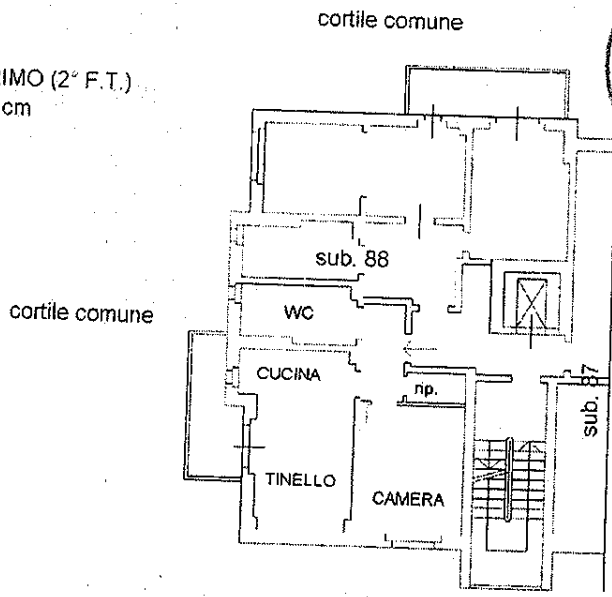 cortile comune
IMO (2° F.T.)
cm
sub. 88
cortile comune
WC
CUCINA
rip.
sub. 87
TINELLO
CAMERA